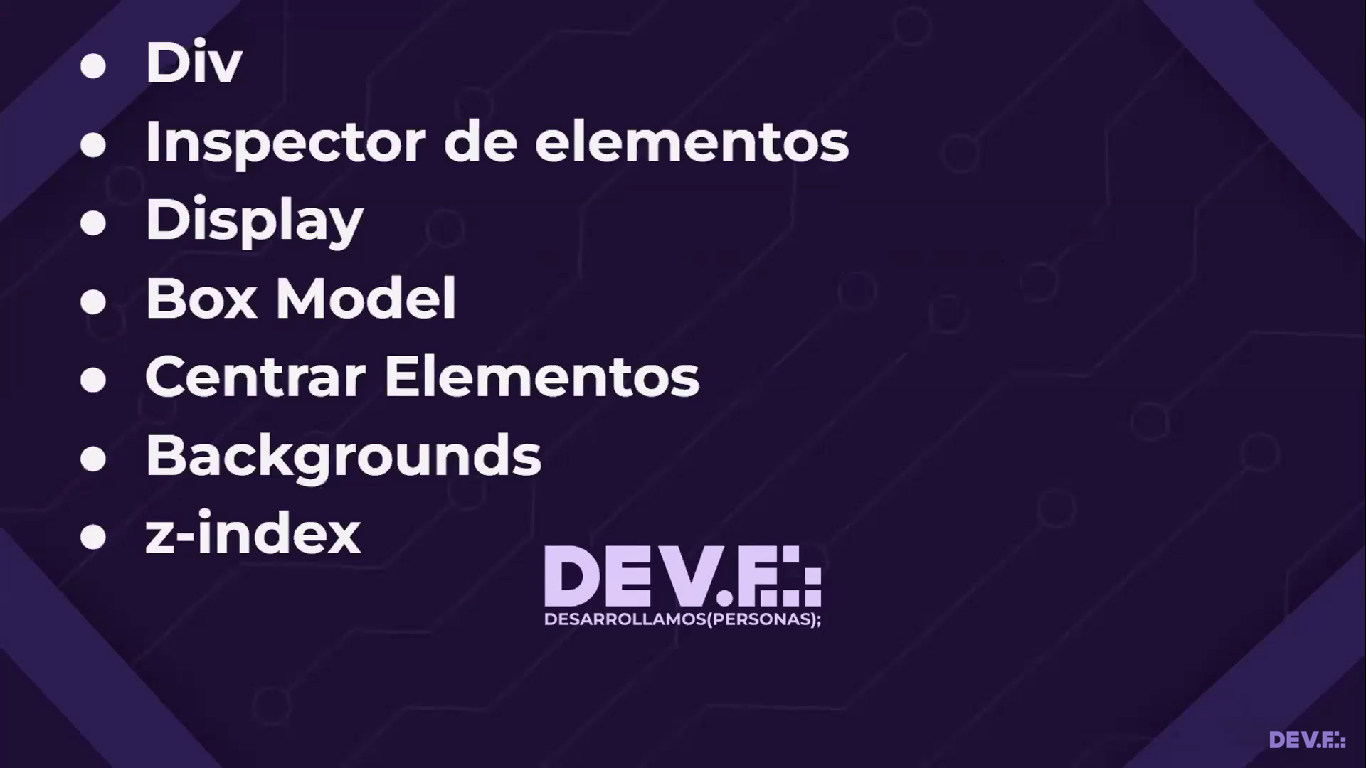 ● Div
● Inspector de elementos
● Display
● Box Model
● Centrar Elementos
● Backgrounds
● z-index
DEV.F.:
DESARROLLAMOS(PERSONAS);
DEV.F.: